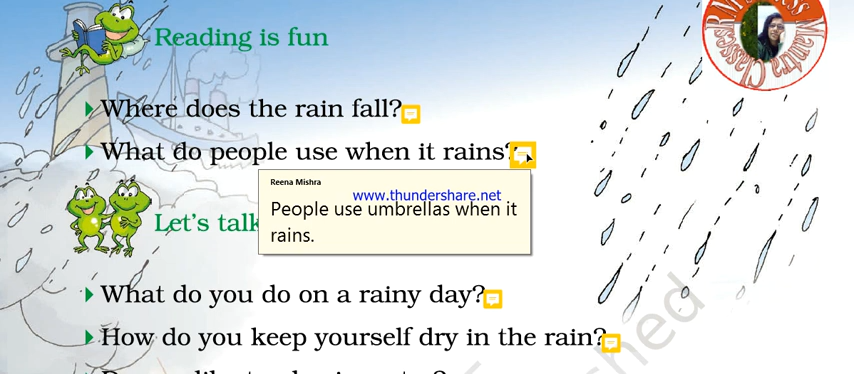 Reading is fun
Where does the rain fall?
What do people use when it rains?
Reena Mishra
www.thundershare.net
People use umbrellas when it
rains.
Let's talk
What do you do on a rainy day?
How do you keep yourself dry in the rain?
Mantra Classes